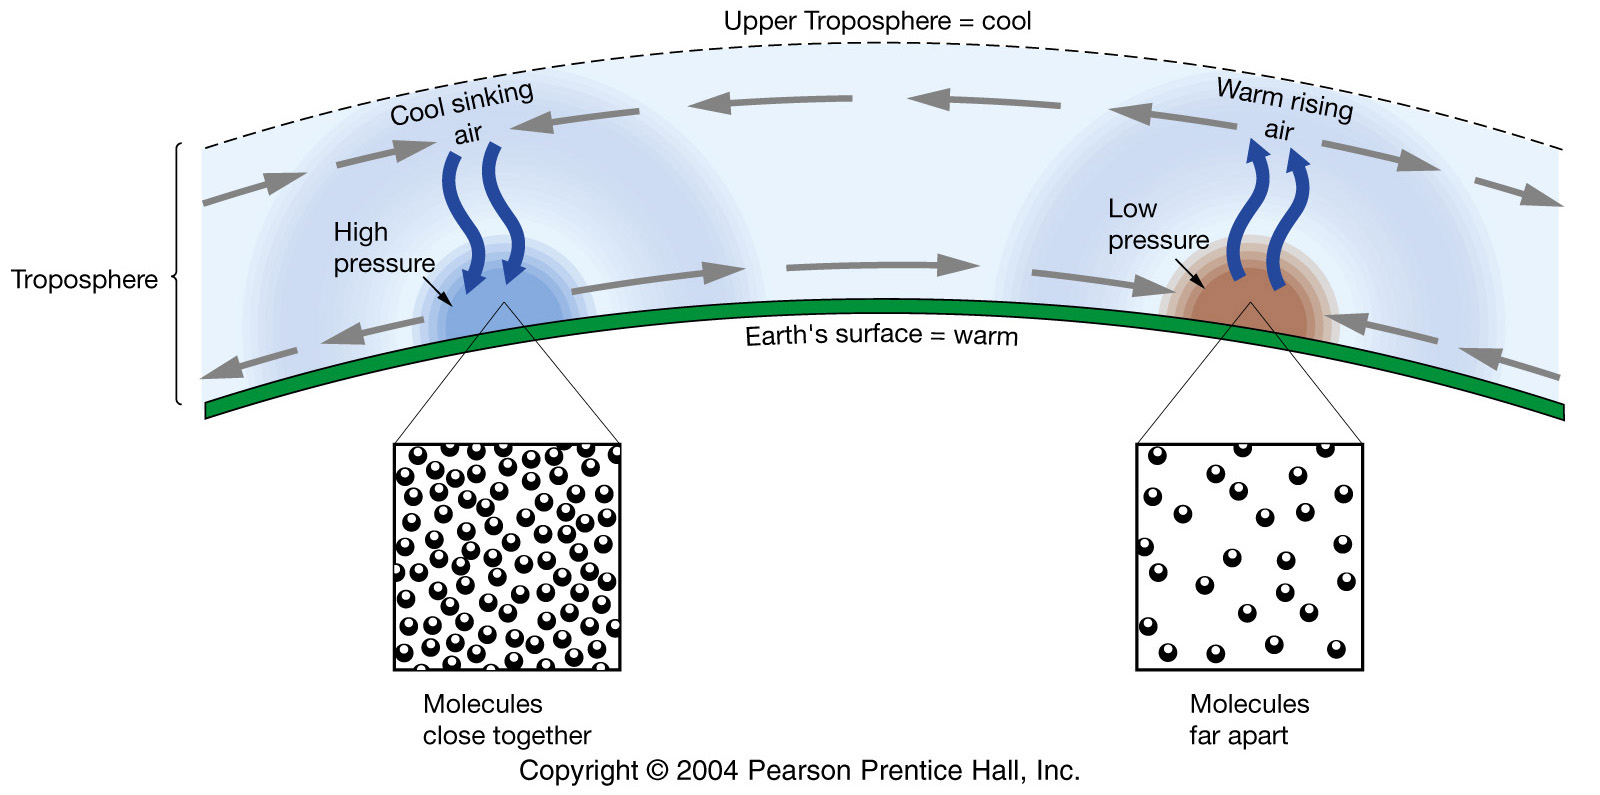 Upper Troposphere = cool
Cool sinking
air
Warm rising
air
High
pressure
Low
pressure
Troposphere
Earth's surface = warm
Molecules
close together
Molecules
far apart
Copyright © 2004 Pearson Prentice Hall, Inc.